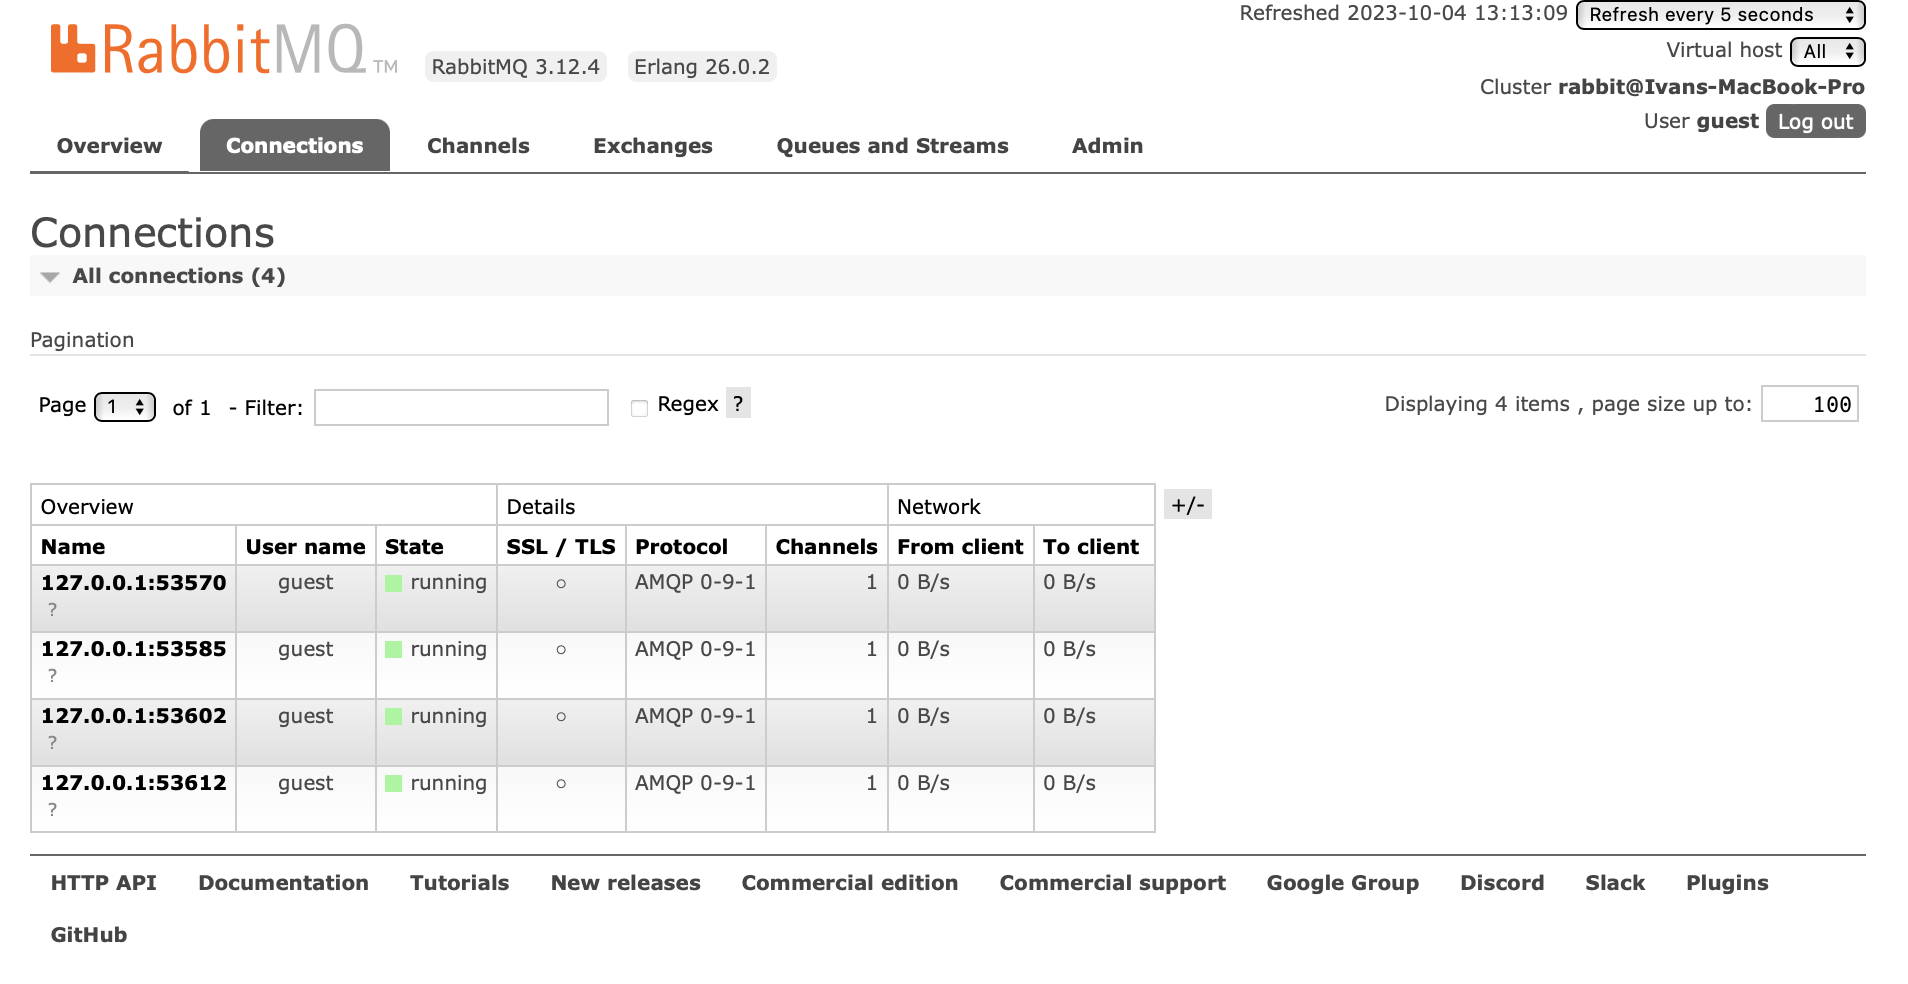 Refreshed 2023-10-04 13:13:09 Refresh every 5 seconds
RabbitMQ TM RabbitMQ 3.12.4 Erlang 26.0.2
Virtual host All
Cluster rabbit@Ivans-MacBook-Pro
User guest Log out
Overview Connections Channels Exchanges Queues and Streams Admin
Connections
All connections (4)
Pagination
Page 1 of 1 - Filter: Regex ? Displaying 4 items , page size up to: 100
Overview Details Network +/-
Name User name State SSL / TLS Protocol Channels From client To client
127.0.0.1:53570 guest running ○ AMQP 0-9-1 1 0 B/s 0 B/s
?
127.0.0.1:53585 guest running ○ AMQP 0-9-1 1 0 B/s 0 B/s
?
127.0.0.1:53602 guest running ○ AMQP 0-9-1 1 0 B/s 0 B/s
?
127.0.0.1:53612 guest running ○ AMQP 0-9-1 1 0 B/s 0 B/s
?
HTTP API Documentation Tutorials New releases Commercial edition Commercial support Google Group Discord Slack Plugins
GitHub